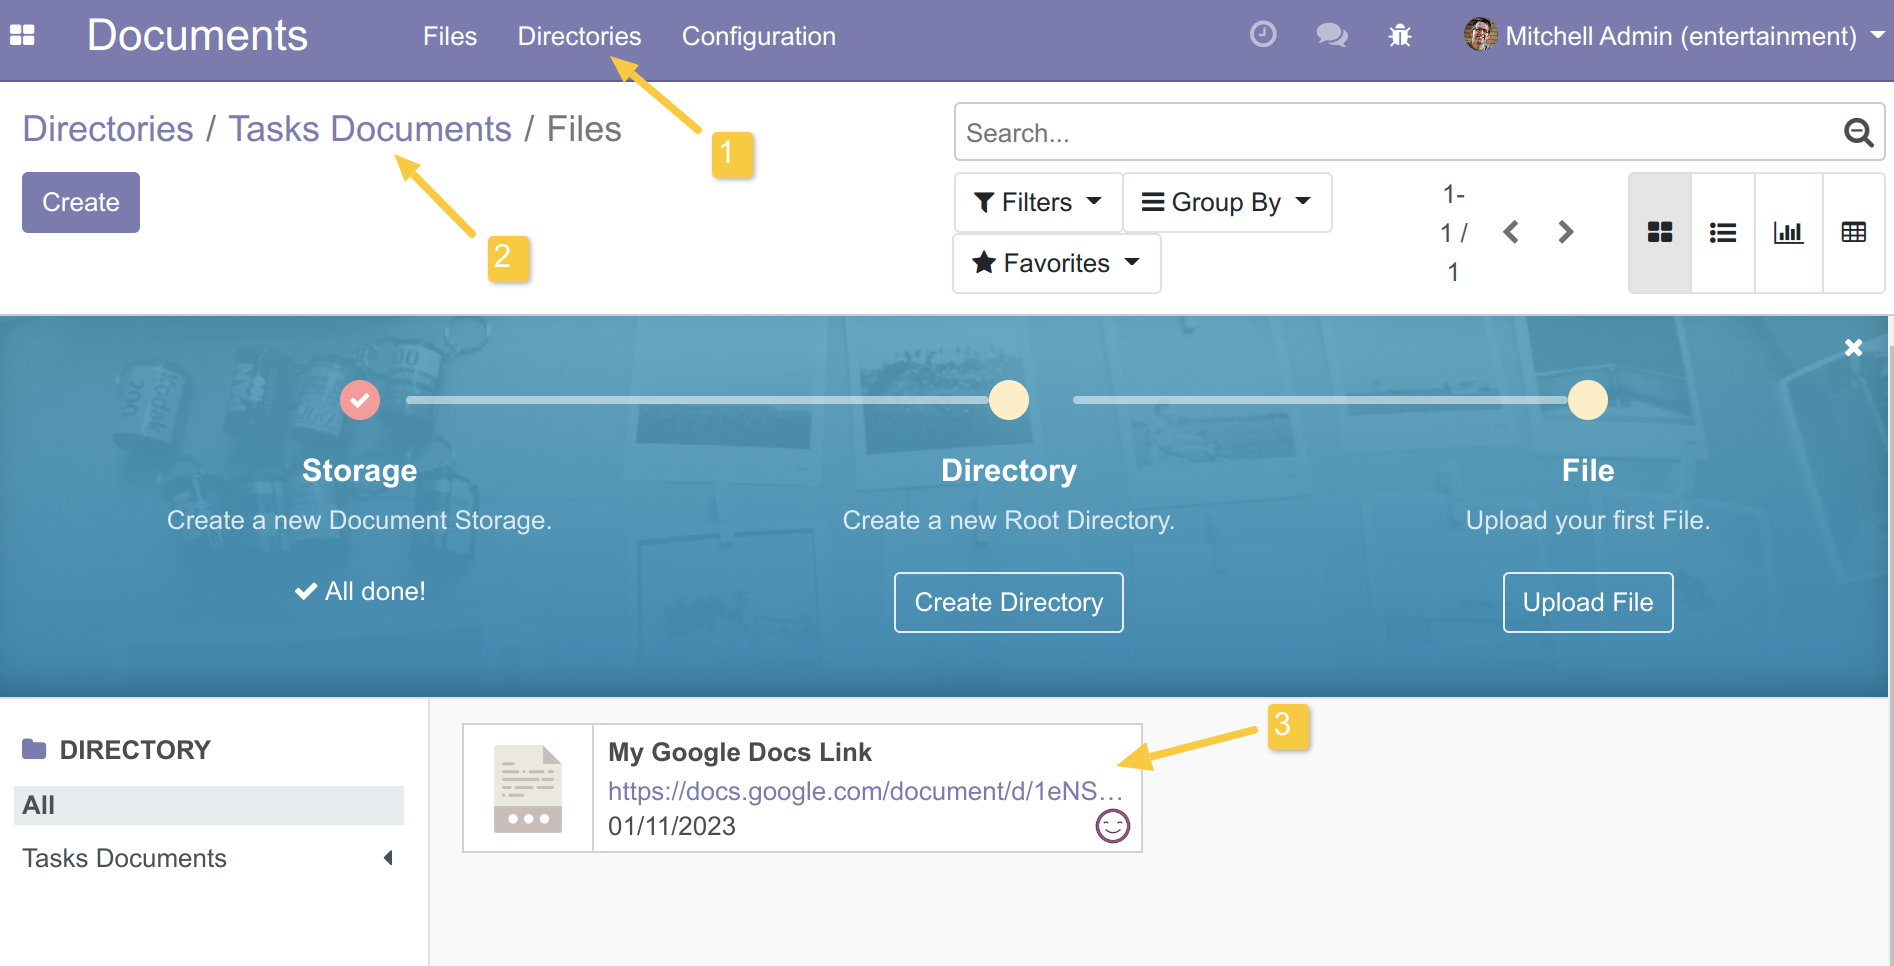 Documents
Files
Directories
Configuration
Mitchell Admin (entertainment)
Directories / Tasks Documents / Files
1
Search...
Create
2
Filters
Group By
Favorites
1-
1 /
1
Storage
Directory
File
Create a new Document Storage.
Create a new Root Directory.
Upload your first File.
All done!
Create Directory
Upload File
DIRECTORY
All
Tasks Documents
My Google Docs Link
https://docs.google.com/document/d/1eNS...
01/11/2023
3
Kodak
200